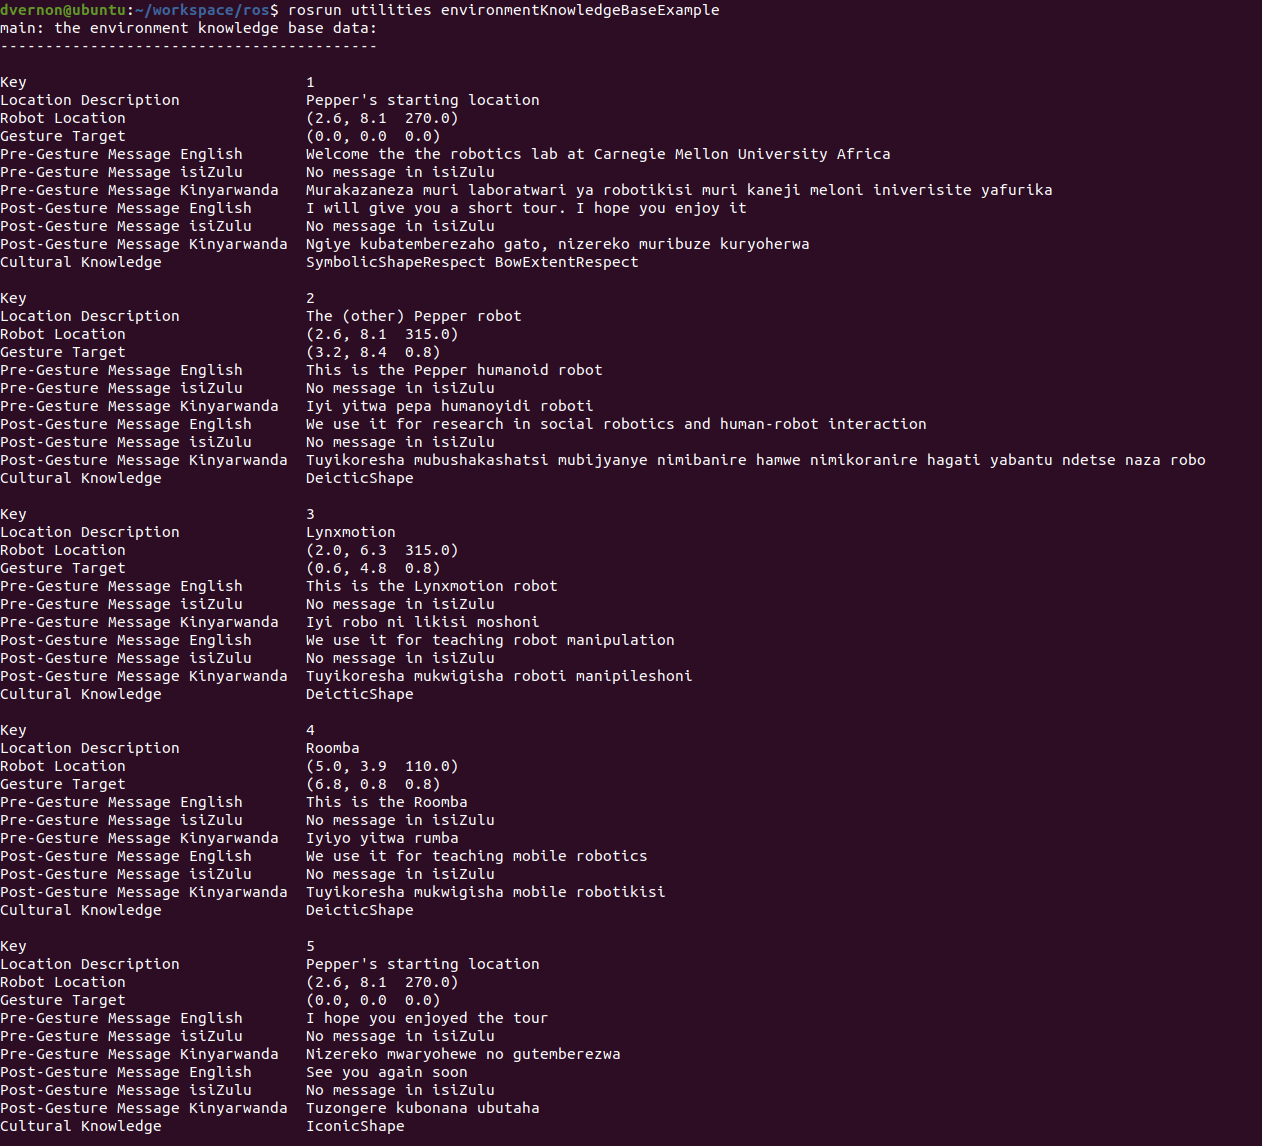 dvernon@ubuntu:~/workspace/ros$ rosrun utilities environmentKnowledgeBaseExample
main: the environment knowledge base data:
------------------------------------------
Key 1
Location Description Pepper's starting location
Robot Location (2.6, 8.1 270.0)
Gesture Target (0.0, 0.0 0.0)
Pre-Gesture Message English Welcome the the robotics lab at Carnegie Mellon University Africa
Pre-Gesture Message isiZulu No message in isiZulu
Pre-Gesture Message Kinyarwanda Murakazaneza muri laboratwari ya robotikisi muri kaneji meloni iniverisite yafurika
Post-Gesture Message English I will give you a short tour. I hope you enjoy it
Post-Gesture Message isiZulu No message in isiZulu
Post-Gesture Message Kinyarwanda Ngiye kubatemberezaho gato, nizereko muribuze kuryoherwa
Cultural Knowledge SymbolicShapeRespect BowExtentRespect
Key 2
Location Description The (other) Pepper robot
Robot Location (2.6, 8.1 315.0)
Gesture Target (3.2, 8.4 0.8)
Pre-Gesture Message English This is the Pepper humanoid robot
Pre-Gesture Message isiZulu No message in isiZulu
Pre-Gesture Message Kinyarwanda Iyi yitwa pepa humanoyidi roboti
Post-Gesture Message English We use it for research in social robotics and human-robot interaction
Post-Gesture Message isiZulu No message in isiZulu
Post-Gesture Message Kinyarwanda Tuyikoresha mubushakashatsi mubijyanye nimibanire hamwe nimikoranire hagati yabantu ndetse naza robo
Cultural Knowledge DeicticShape
Key 3
Location Description Lynxmotion
Robot Location (2.0, 6.3 315.0)
Gesture Target (0.6, 4.8 0.8)
Pre-Gesture Message English This is the Lynxmotion robot
Pre-Gesture Message isiZulu No message in isiZulu
Pre-Gesture Message Kinyarwanda Iyi robo ni likisi moshoni
Post-Gesture Message English We use it for teaching robot manipulation
Post-Gesture Message isiZulu No message in isiZulu
Post-Gesture Message Kinyarwanda Tuyikoresha mukwigisha roboti manipileshoni
Cultural Knowledge DeicticShape
Key 4
Location Description Roomba
Robot Location (5.0, 3.9 110.0)
Gesture Target (6.8, 0.8 0.8)
Pre-Gesture Message English This is the Roomba
Pre-Gesture Message isiZulu No message in isiZulu
Pre-Gesture Message Kinyarwanda Iyiyo yitwa rumba
Post-Gesture Message English We use it for teaching mobile robotics
Post-Gesture Message isiZulu No message in isiZulu
Post-Gesture Message Kinyarwanda Tuyikoresha mukwigisha mobile robotikisi
Cultural Knowledge DeicticShape
Key 5
Location Description Pepper's starting location
Robot Location (2.6, 8.1 270.0)
Gesture Target (0.0, 0.0 0.0)
Pre-Gesture Message English I hope you enjoyed the tour
Pre-Gesture Message isiZulu No message in isiZulu
Pre-Gesture Message Kinyarwanda Nizereko mwaryohewe no gutemberezwa
Post-Gesture Message English See you again soon
Post-Gesture Message isiZulu No message in isiZulu
Post-Gesture Message Kinyarwanda Tuzongere kubonana ubutaha
Cultural Knowledge IconicShape